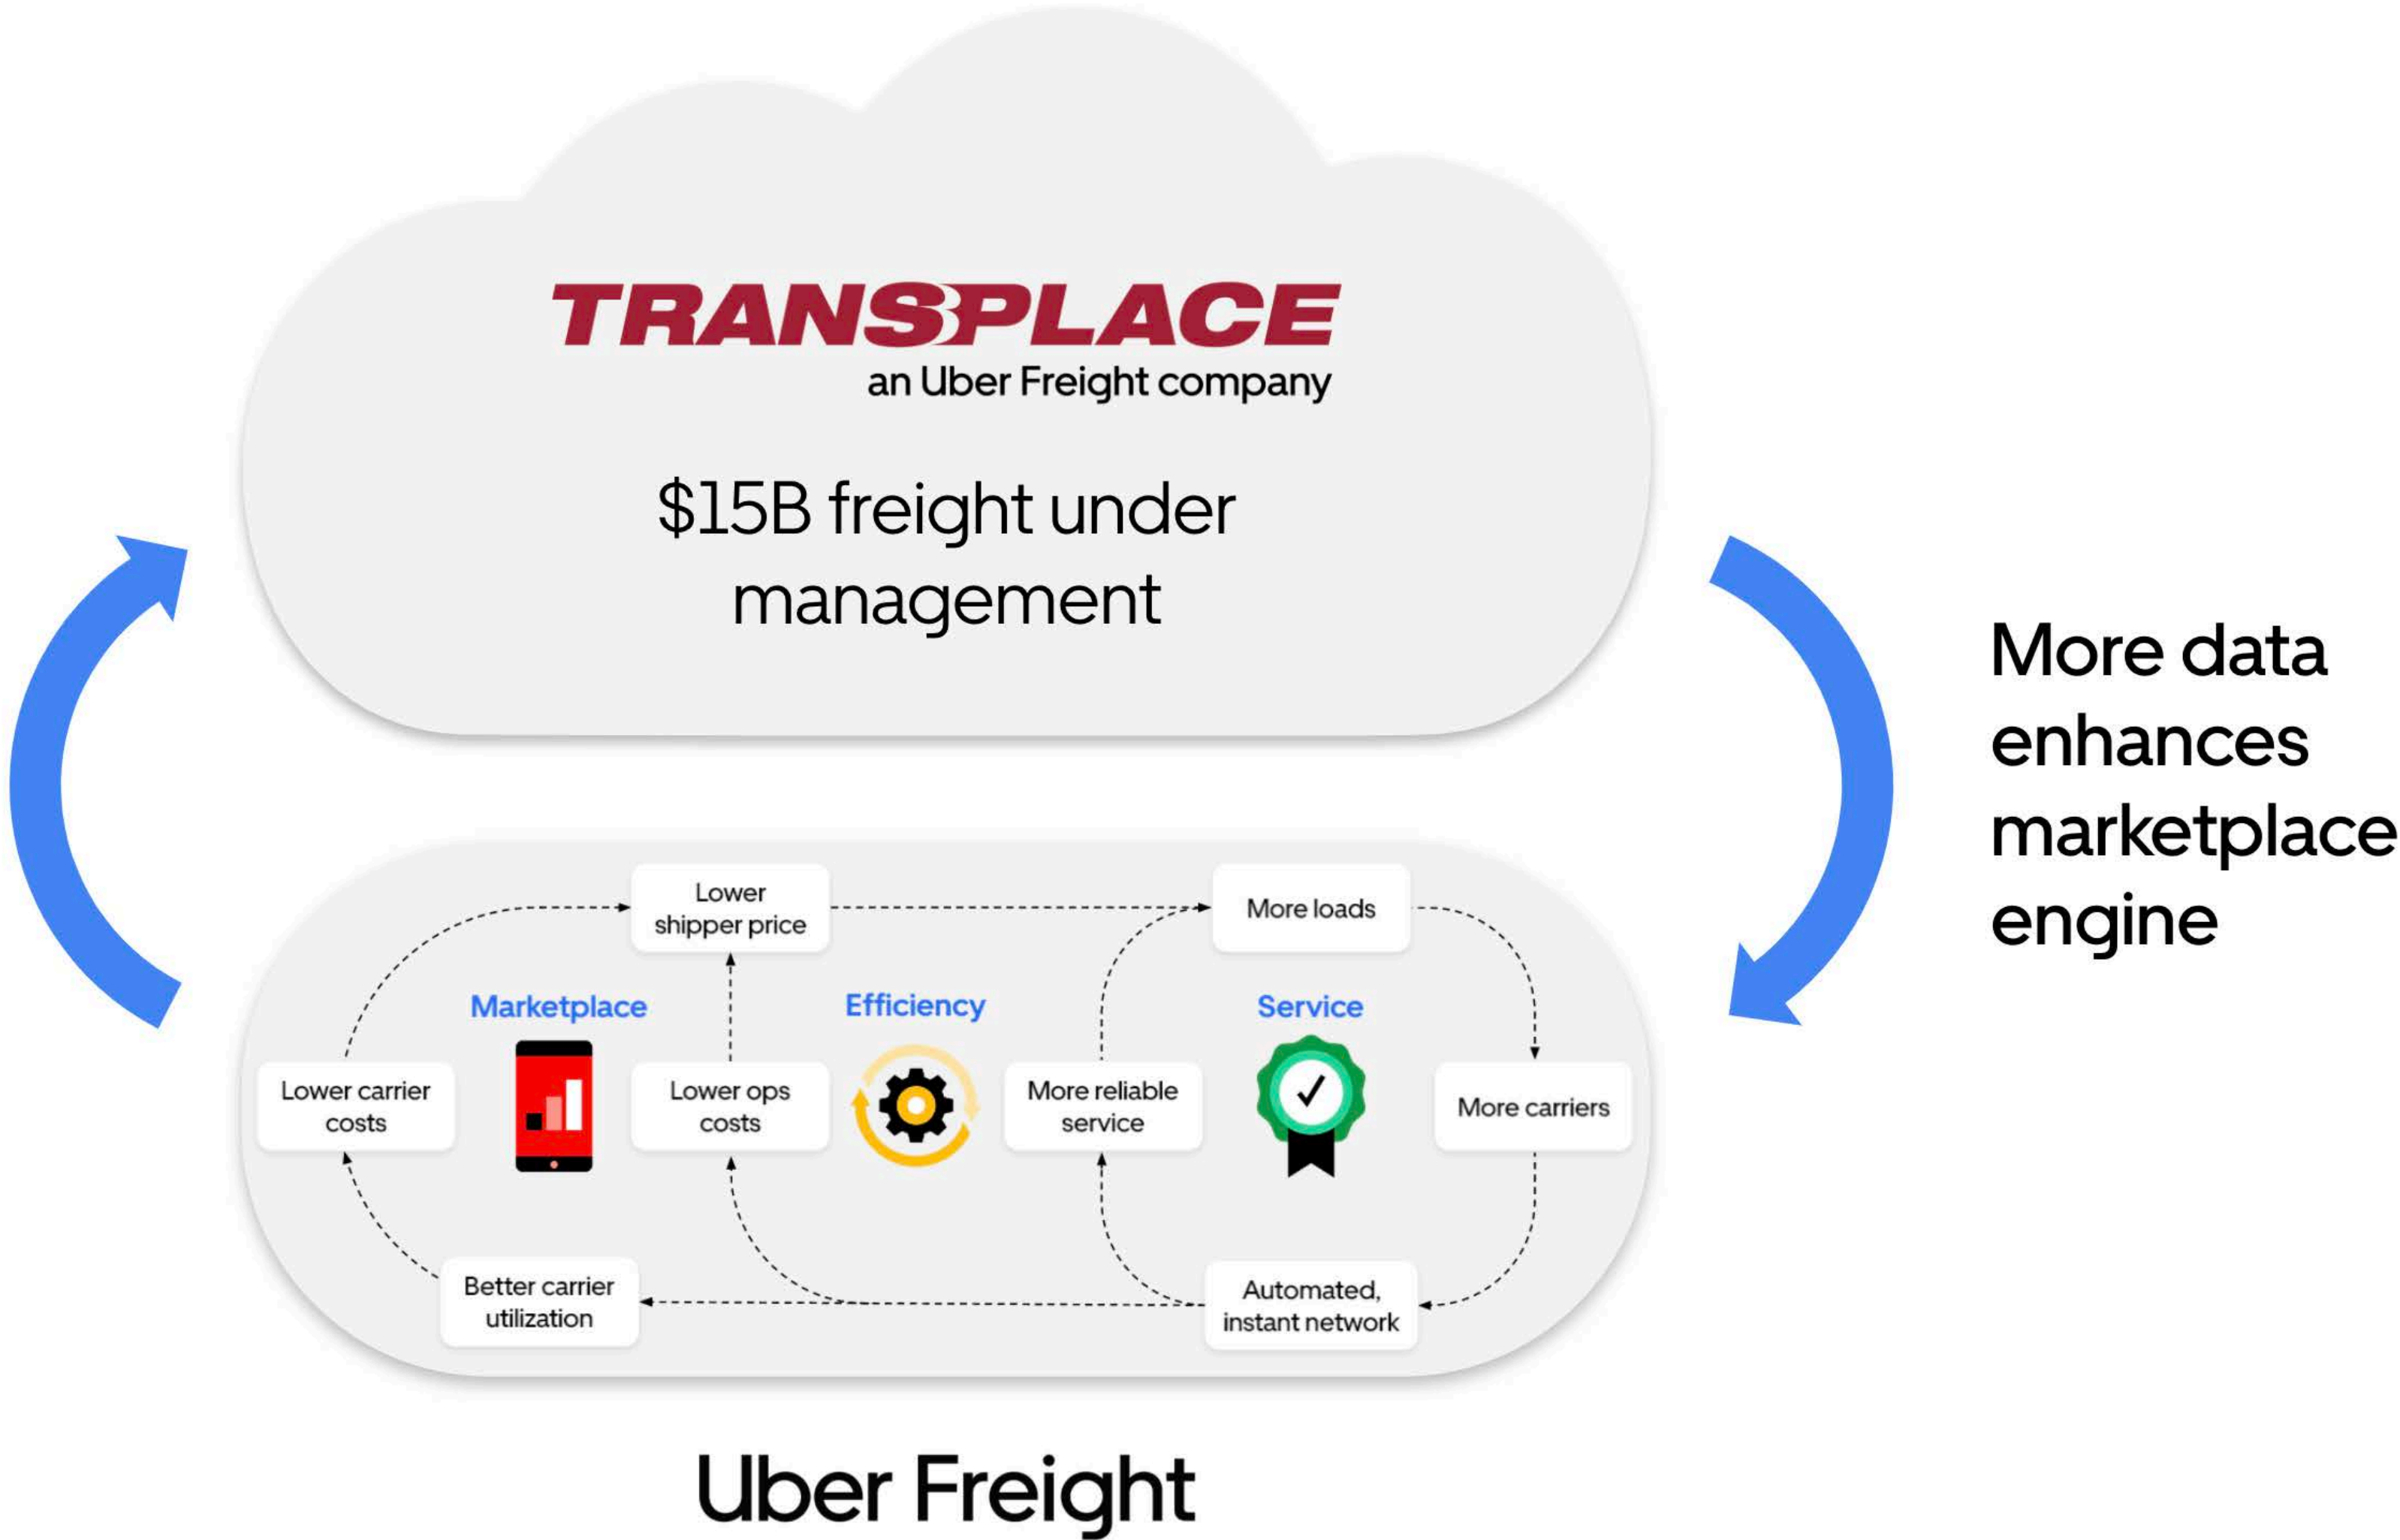 TRANSPLACE
an Uber Freight company
$15B freight under
management
More data
enhances
marketplace
engine
Lower
shipper price
More loads
Marketplace
Efficiency
Service
Lower carrier
costs
Lower ops
costs
More reliable
service
More carriers
Better carrier
utilization
Automated,
instant network
Uber Freight